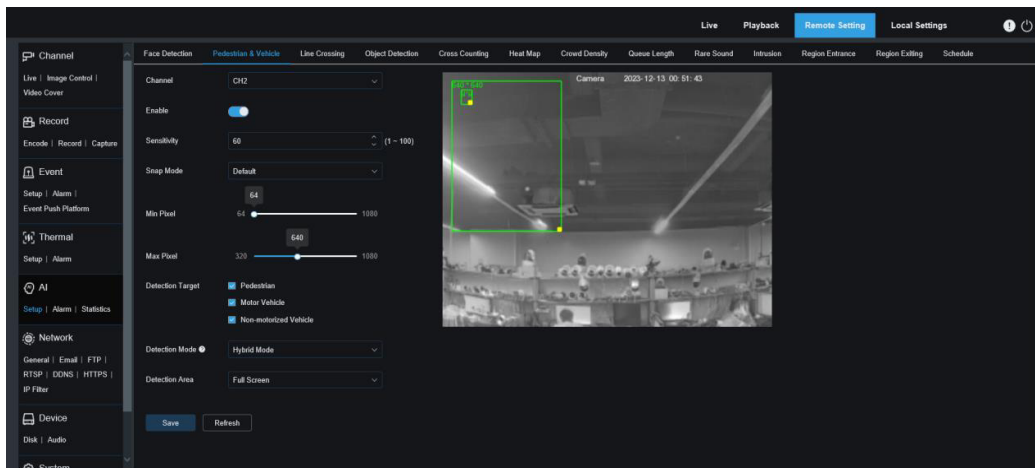 Live Playback Remote Setting Local Settings
Channel
Live | Image Control |
Video Cover
Record
Encode | Record | Capture
Event
Setup | Alarm |
Event Push Platform
Thermal
Setup | Alarm
AI
Setup | Alarm | Statistics
Network
General | Email | FTP |
RTSP | DDNS | HTTPS |
IP Filter
Device
Disk | Audio
System
Face Detection Pedestrian & Vehicle Line Crossing Object Detection Cross Counting Heat Map Crowd Density Queue Length Rare Sound Intrusion Region Entrance Region Exiting Schedule
Channel CH2
Enable
Sensitivity 60 (1 ~ 100)
Snap Mode Default
64
Min Pixel 64 1080
640
Max Pixel 320 1080
Detection Target Pedestrian
Motor Vehicle
Non-motorized Vehicle
Detection Mode Hybrid Mode
Detection Area Full Screen
Save Refresh
Camera 2023-12-13 00:51:43
640 * 640